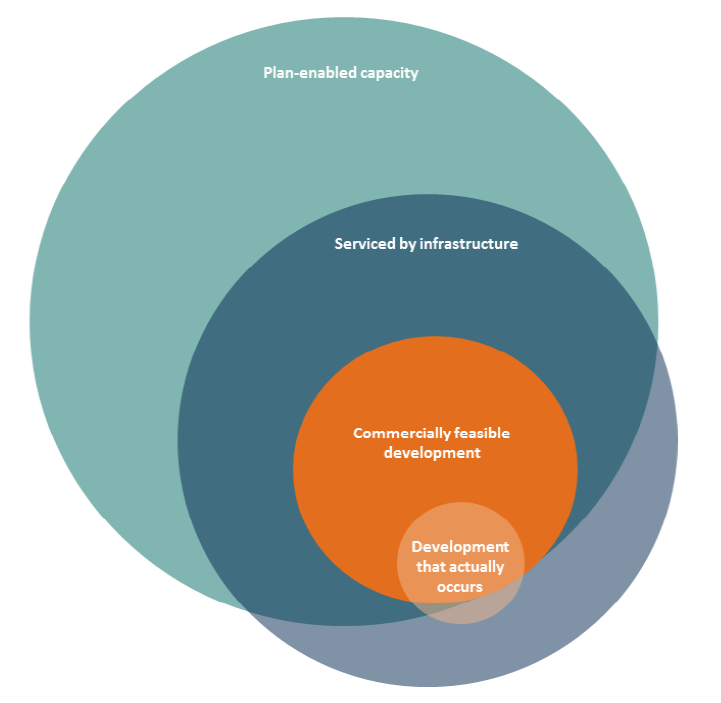 Plan-enabled capacity
Serviced by infrastructure
Commercially feasible
development
Development
that actually
occurs